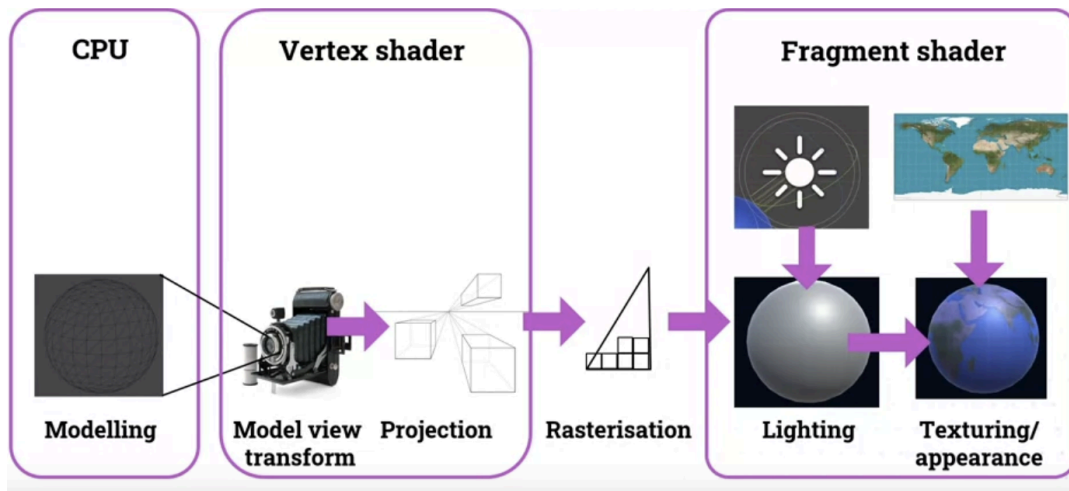 CPU
Vertex shader
Fragment shader
Modelling
Model view
transform
Projection
Rasterisation
Lighting
Texturing/
appearance